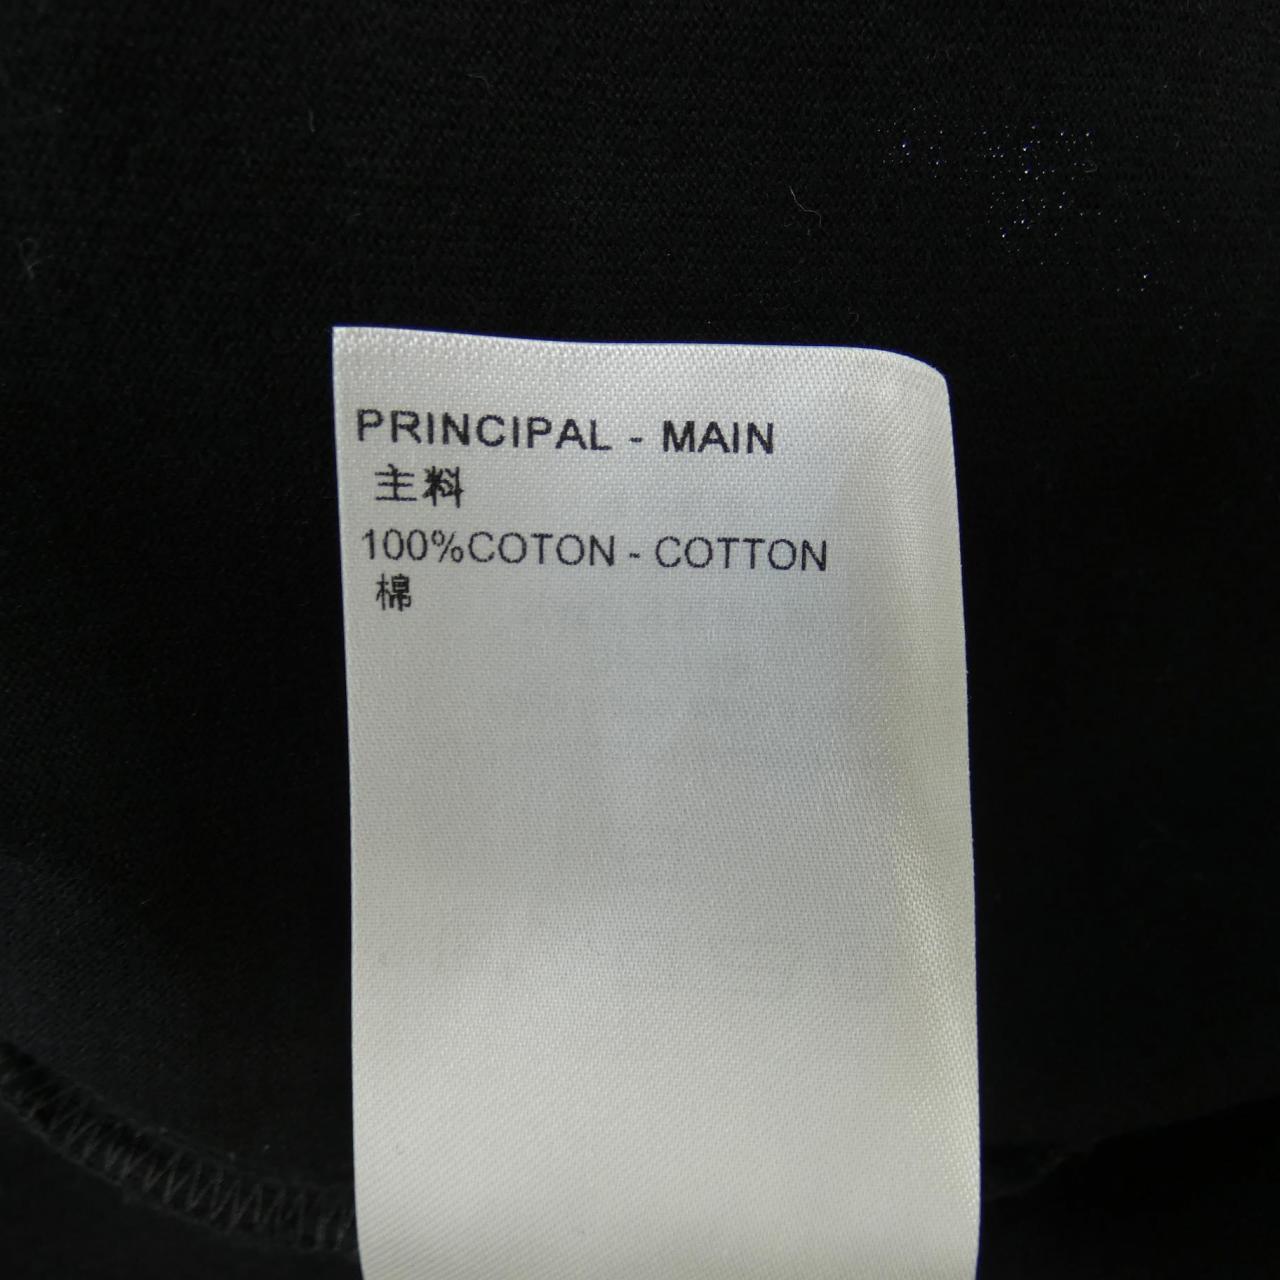 PRINCIPAL - MAIN
主料
100%COTON - COTTON
棉